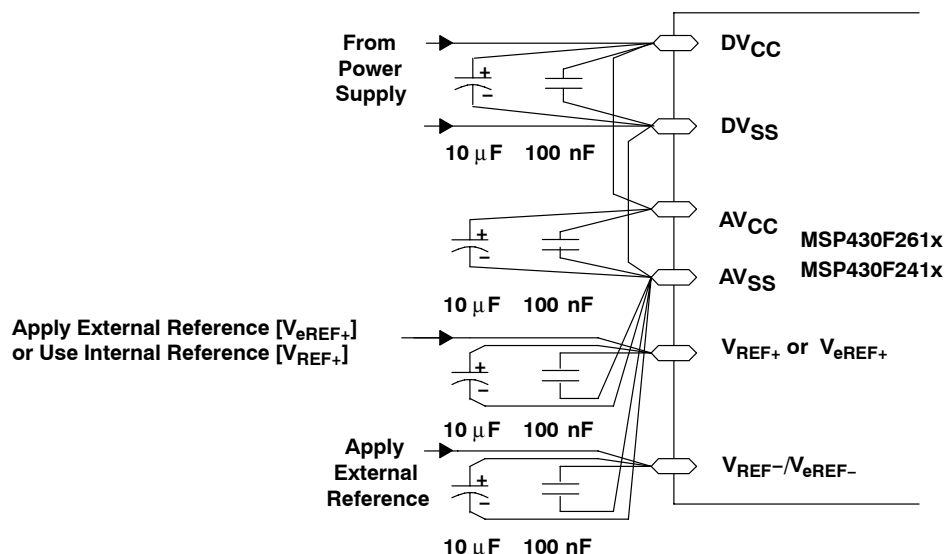 From
Power
Supply
DVCC
+
−
DVSS
10 μF 100 nF
AVCC
MSP430F261x
MSP430F241x
+
−
AVSS
10 μF 100 nF
Apply External Reference [VeREF+]
or Use Internal Reference [VREF+]
VREF+ or VeREF+
+
−
10 μF 100 nF
Apply
External
Reference
VREF−/VeREF−
+
−
10 μF 100 nF